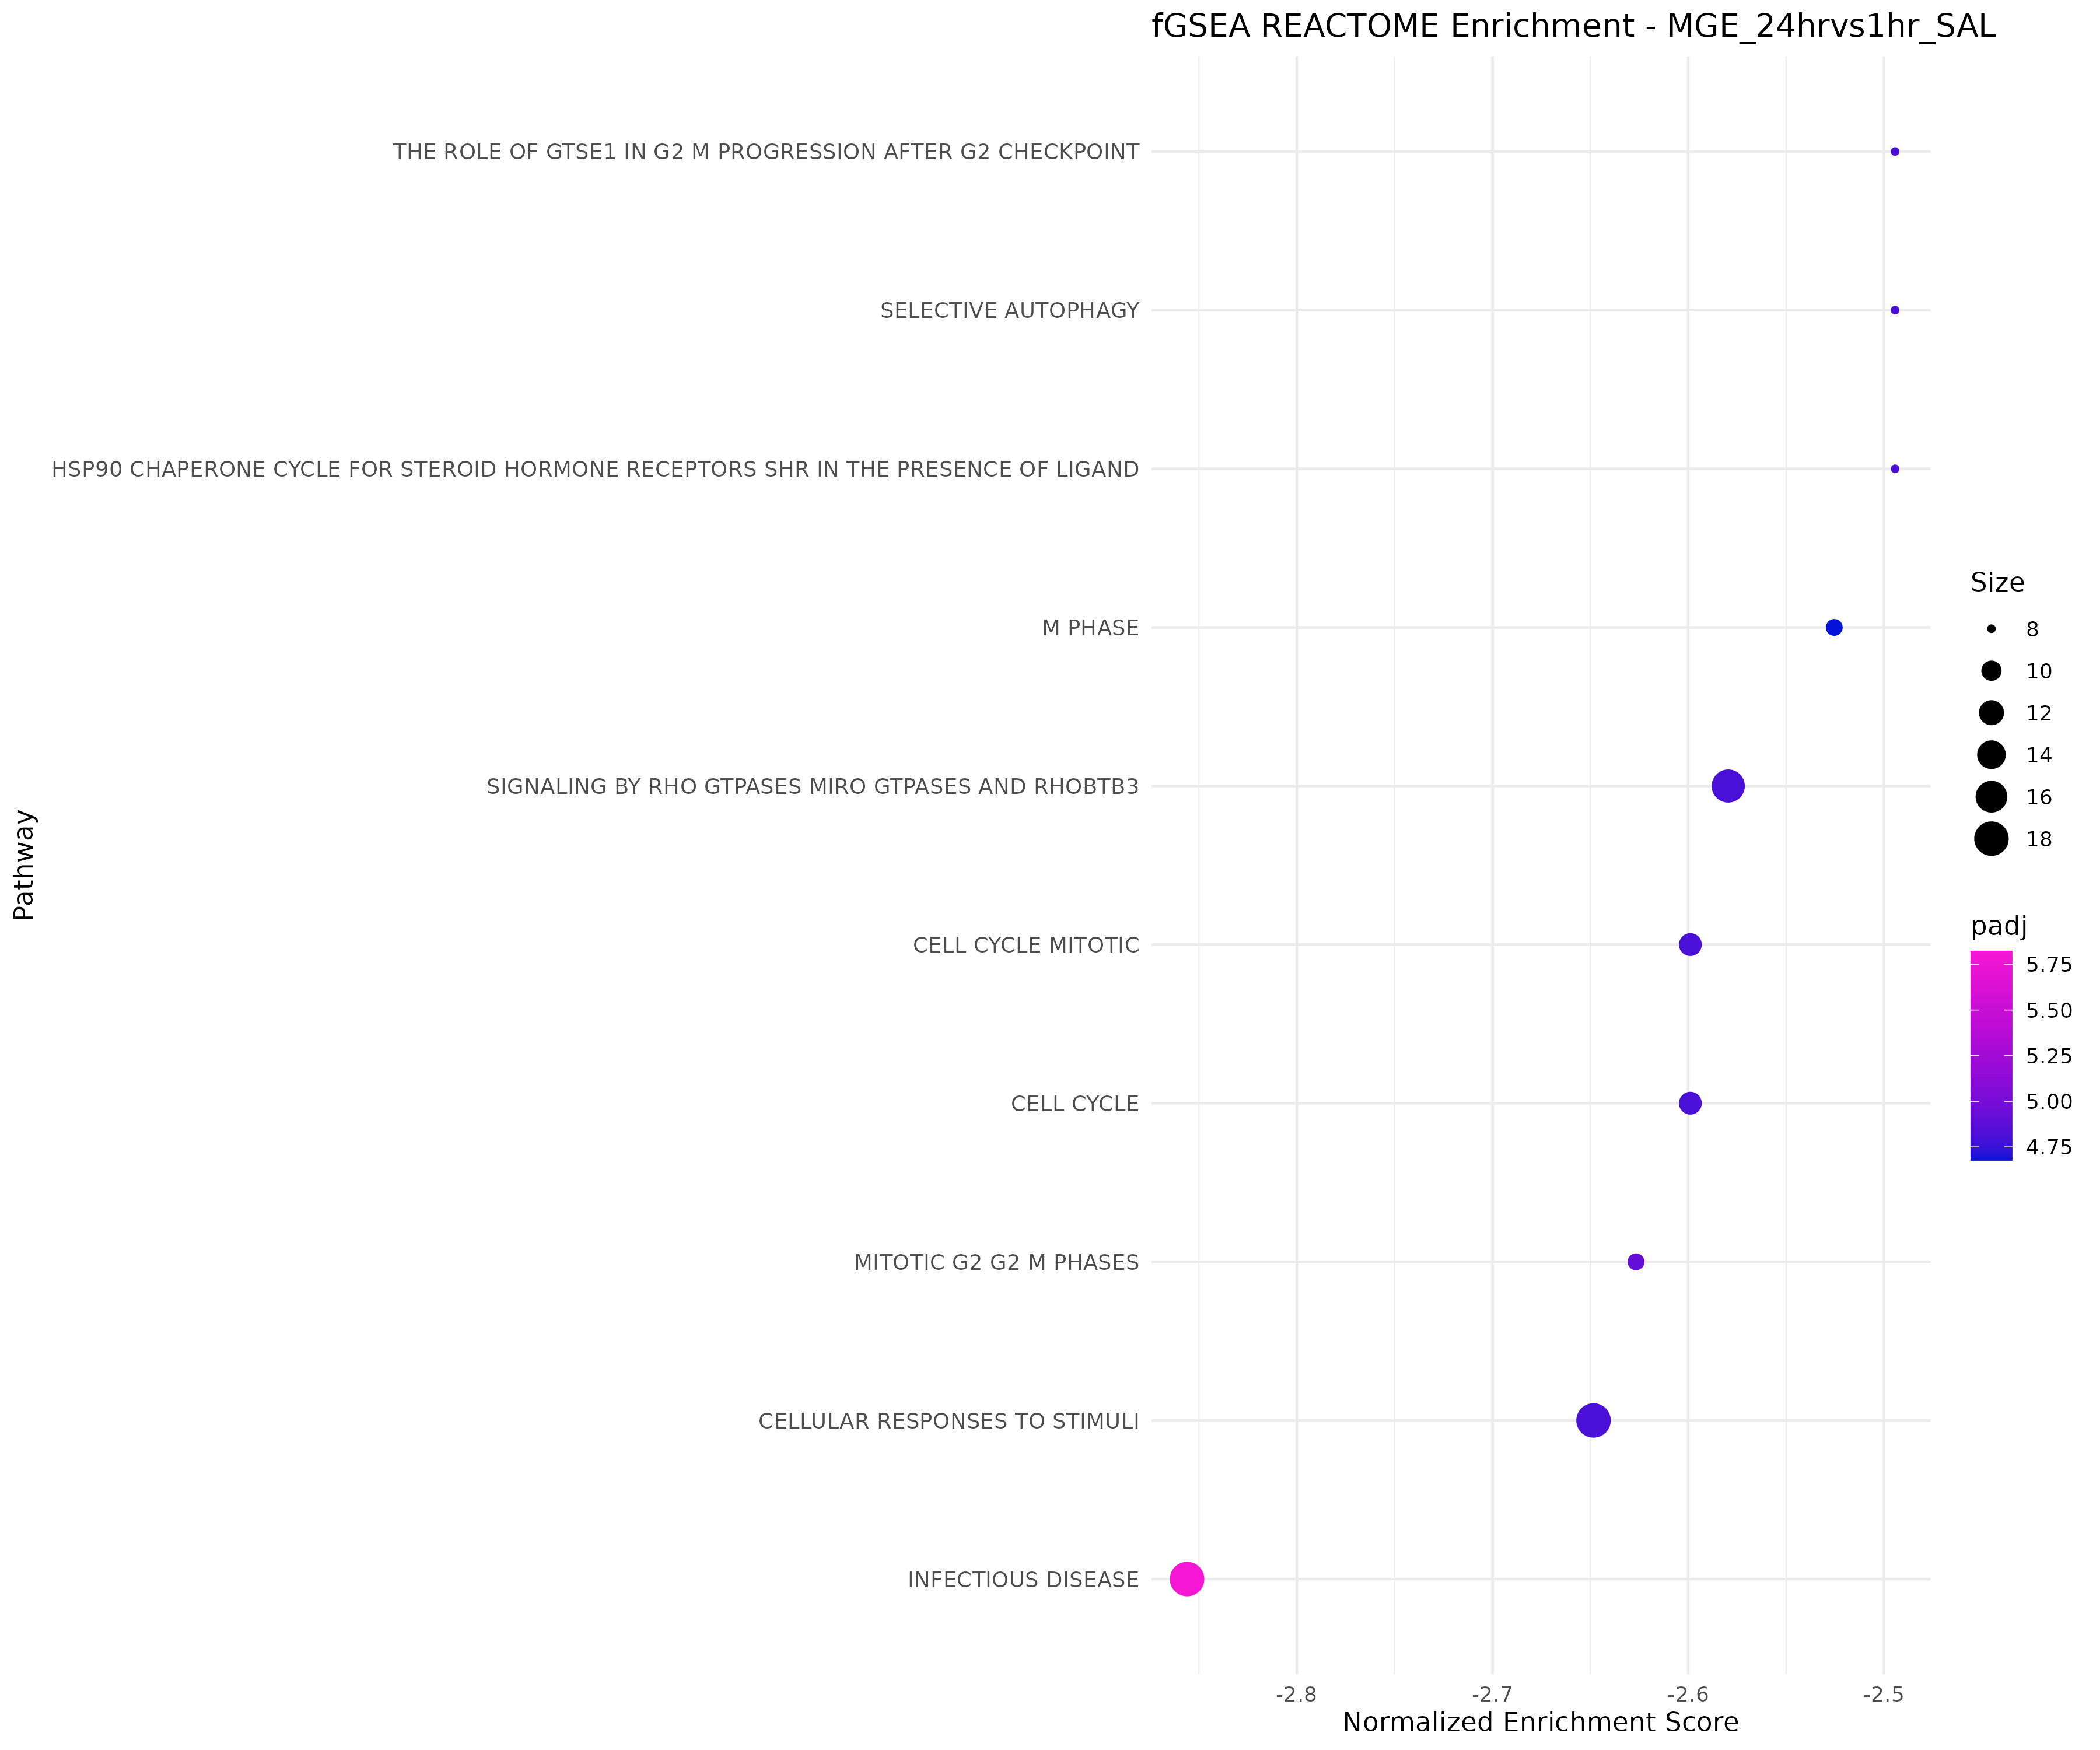 fGSEA REACTOME Enrichment - MGE_24hrvs1hr_SAL
THE ROLE OF GTSE1 IN G2 M PROGRESSION AFTER G2 CHECKPOINT
SELECTIVE AUTOPHAGY
HSP90 CHAPERONE CYCLE FOR STEROID HORMONE RECEPTORS SHR IN THE PRESENCE OF LIGAND
M PHASE
SIGNALING BY RHO GTPASES MIRO GTPASES AND RHOBTB3
CELL CYCLE MITOTIC
CELL CYCLE
MITOTIC G2 G2 M PHASES
CELLULAR RESPONSES TO STIMULI
INFECTIOUS DISEASE
Pathway
-2.8
-2.7
-2.6
-2.5
Normalized Enrichment Score
Size
8
10
12
14
16
18
padj
5.75
5.50
5.25
5.00
4.75